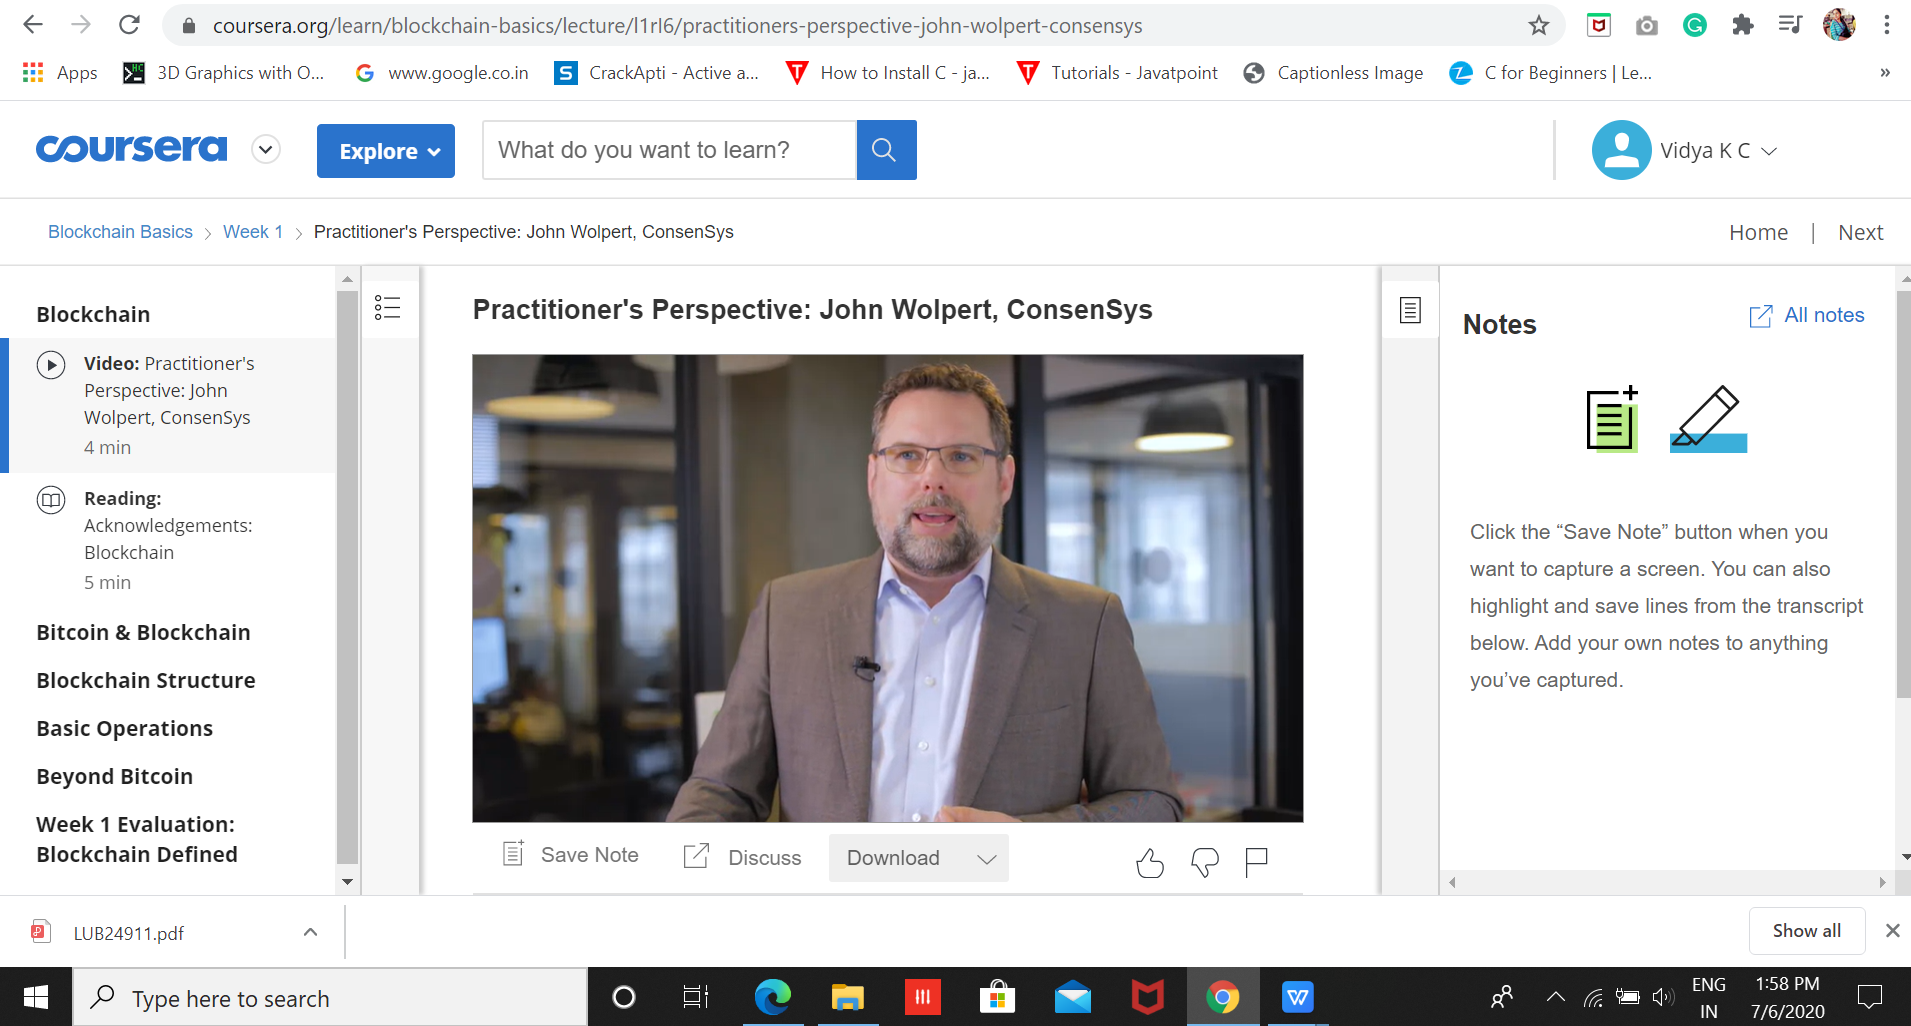 coursera.org/learn/blockchain-basics/lecture/l1rI6/practitioners-perspective-john-wolpert-consensys
Apps
3D Graphics with O...
www.google.co.in
CrackApti - Active a...
How to Install C - ja...
Tutorials - Javatpoint
Captionless Image
C for Beginners | Le...
»
coursera
Explore
What do you want to learn?
Vidya K C
Blockchain Basics
Week 1
Practitioner's Perspective: John Wolpert, ConsenSys
Home | Next
Blockchain
Video: Practitioner's
Perspective: John
Wolpert, ConsenSys
4 min
Reading:
Acknowledgements:
Blockchain
5 min
Bitcoin & Blockchain
Blockchain Structure
Basic Operations
Beyond Bitcoin
Week 1 Evaluation:
Blockchain Defined
Practitioner's Perspective: John Wolpert, ConsenSys
Save Note
Discuss
Download
Notes
All notes
Click the “Save Note” button when you
want to capture a screen. You can also
highlight and save lines from the transcript
below. Add your own notes to anything
you’ve captured.
LUB24911.pdf
Show all
Type here to search
ENG
IN
1:58 PM
7/6/2020